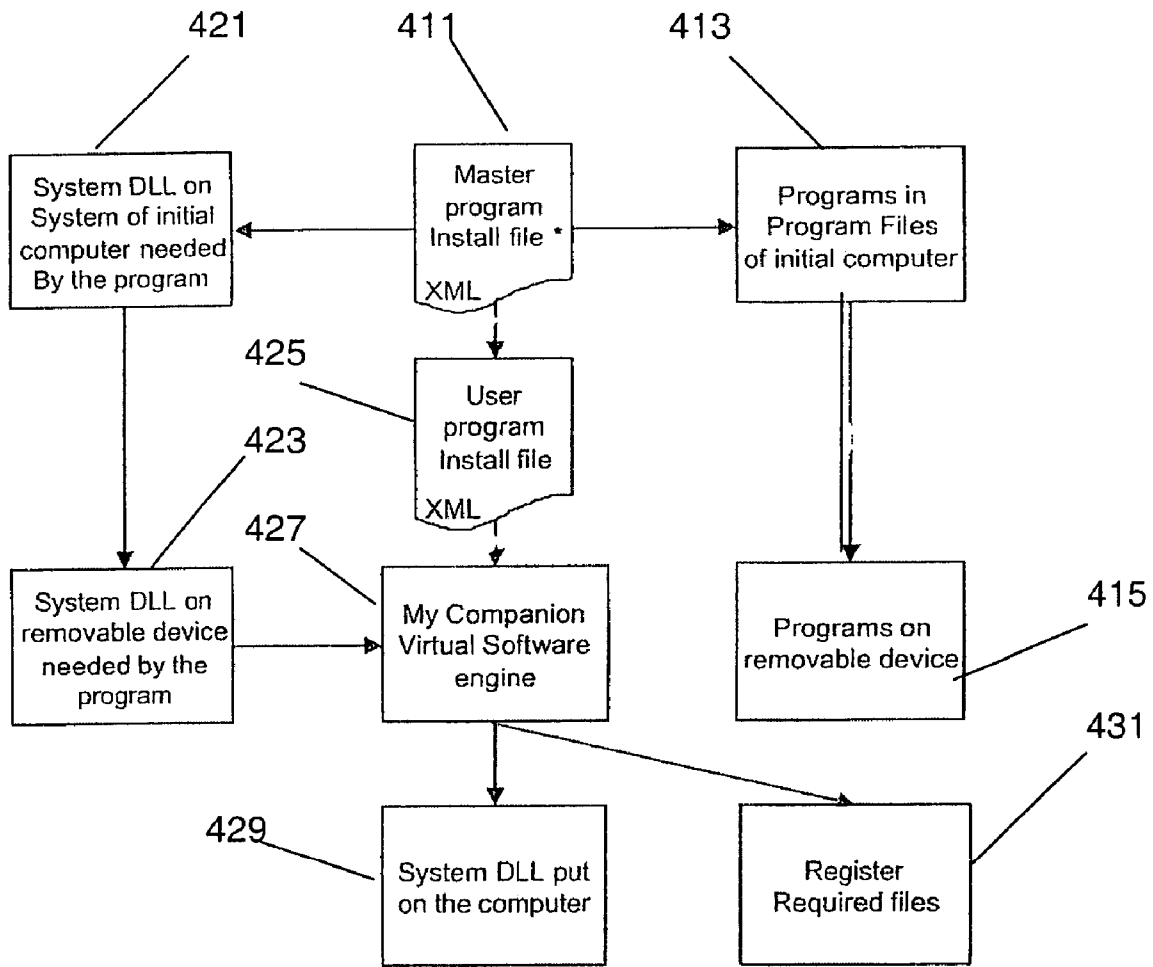 421
411
413
System DLL on
System of initial
computer needed
By the program
Master
program
Install file *
XML
Programs in
Program Files
of initial computer
425
User
program
Install file
XML
423
427
System DLL on
removable device
needed by the
program
My Companion
Virtual Software
engine
Programs on
removable device
415
431
429
System DLL put
on the computer
Register
Required files